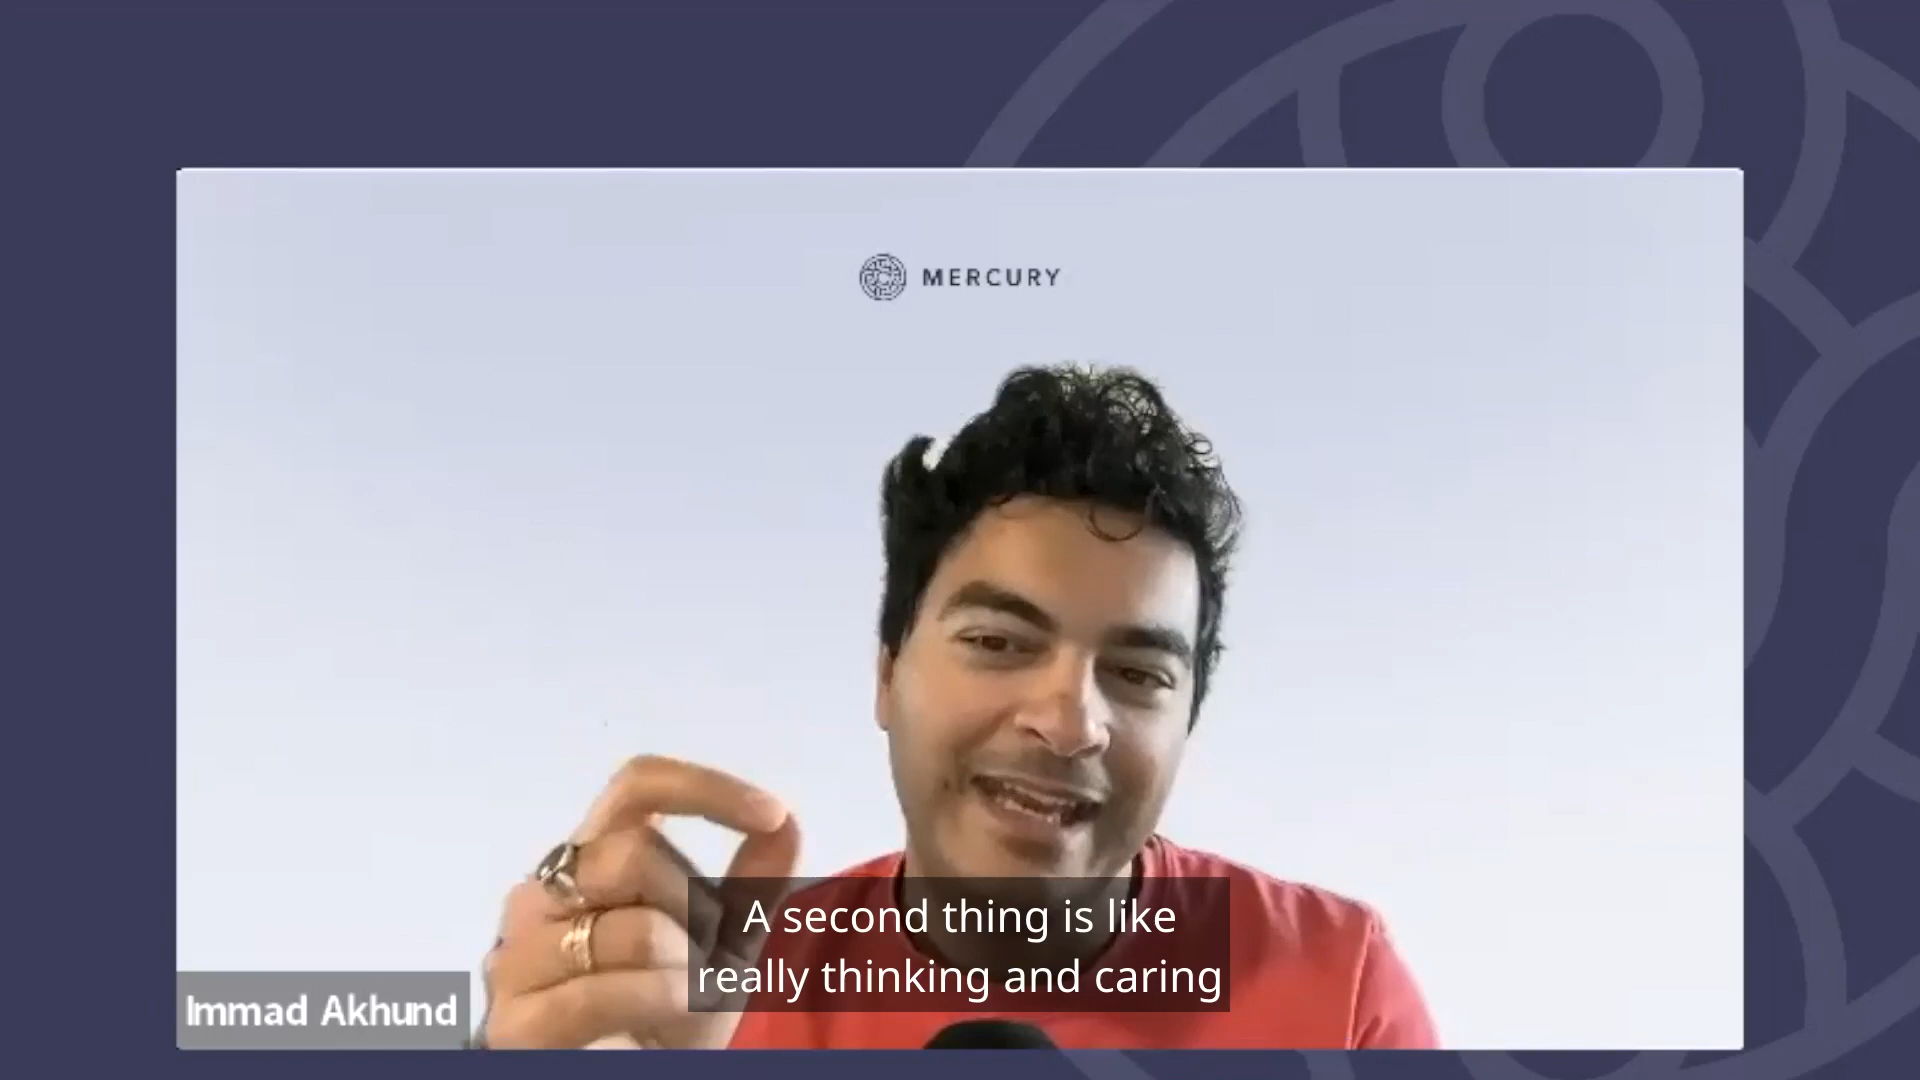 MERCURY
A second thing is like
really thinking and caring
Immad Akhund